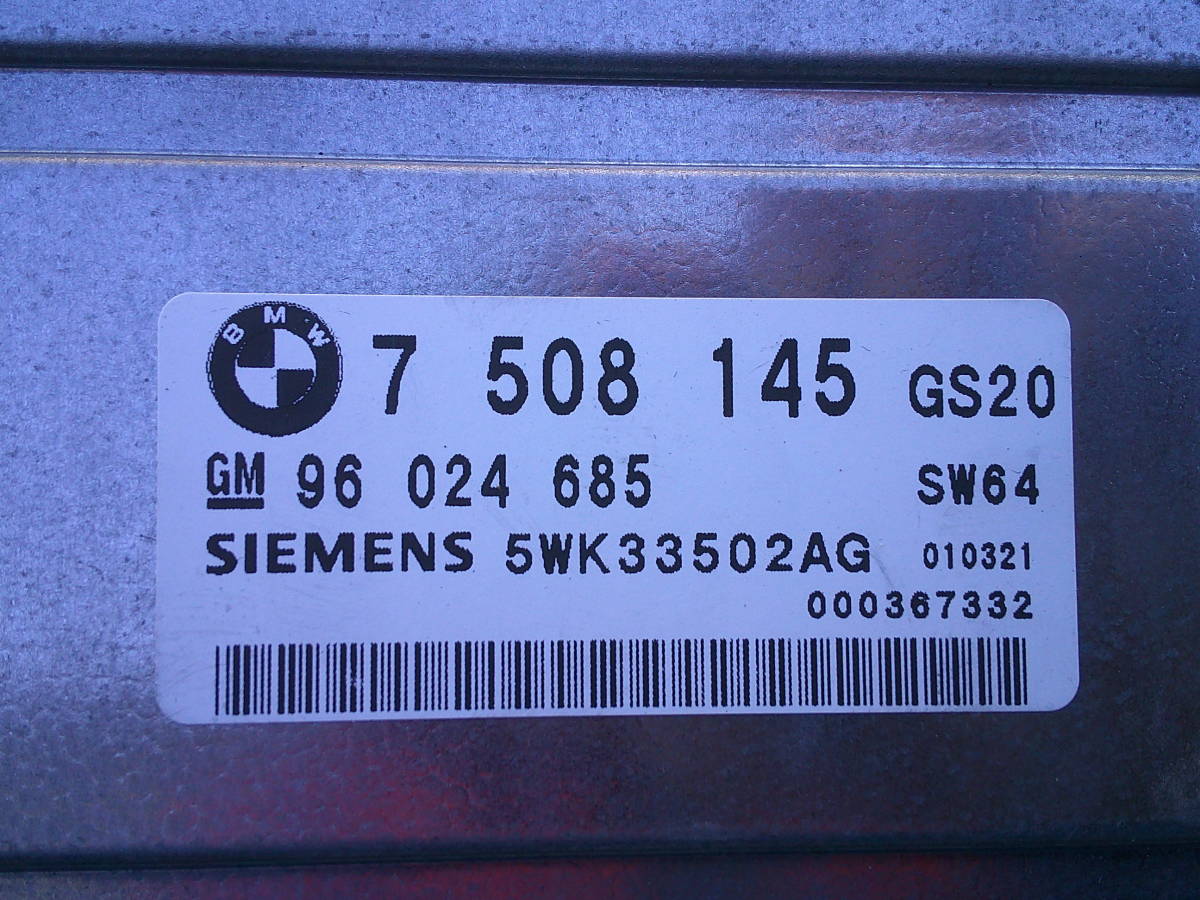 BMW 7 508 145 GS20
GM 96 024 685 SW64
SIEMENS 5WK33502AG 010321
000367332